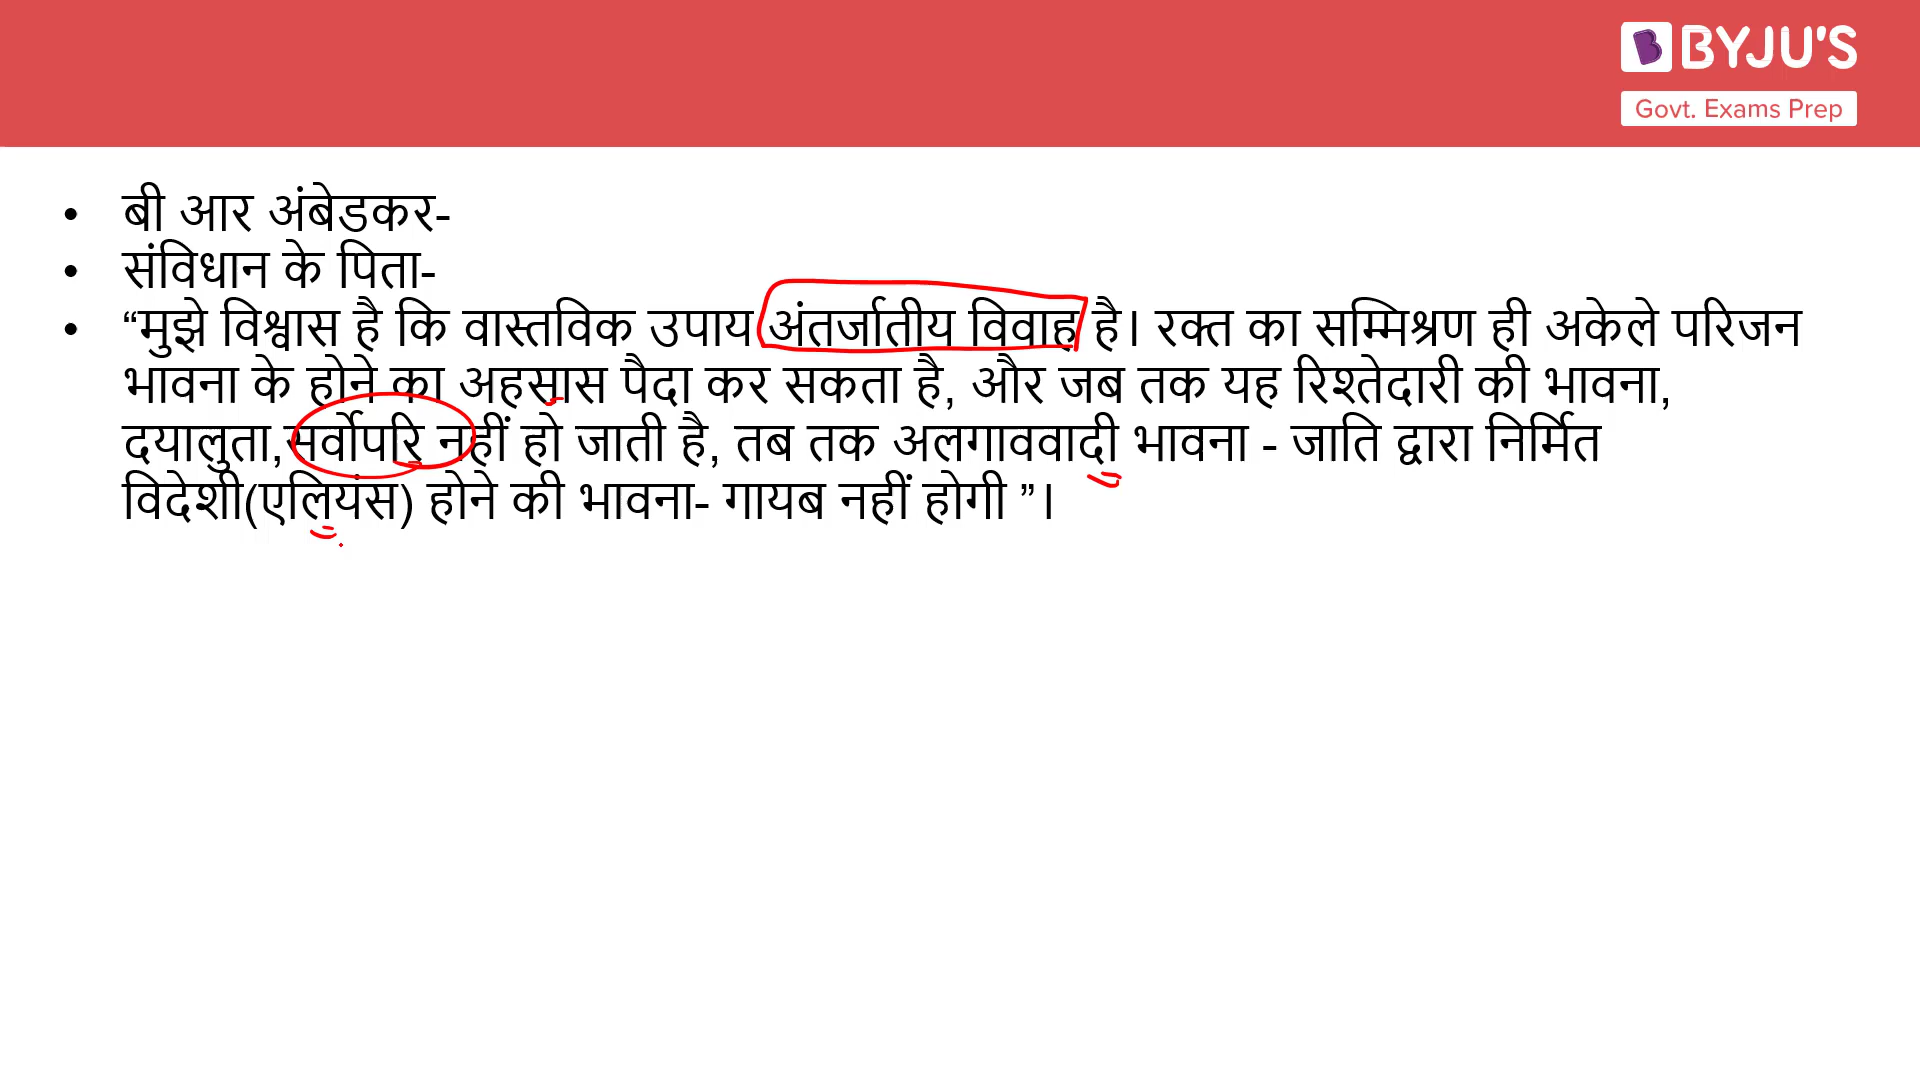 BYJU'S
Govt. Exams Prep
• बी आर अंबेडकर-
• संविधान के पिता-
• “मुझे विश्वास है कि वास्तविक उपाय अंतर्जातीय विवाह है। रक्त का सम्मिश्रण ही अकेले परिजन
भावना के होने का अहसास पैदा कर सकता है, और जब तक यह रिश्तेदारी की भावना,
दयालुता,सर्वोपरि नहीं हो जाती है, तब तक अलगाववादी भावना - जाति द्वारा निर्मित
विदेशी(एलियंस) होने की भावना- गायब नहीं होगी ”।